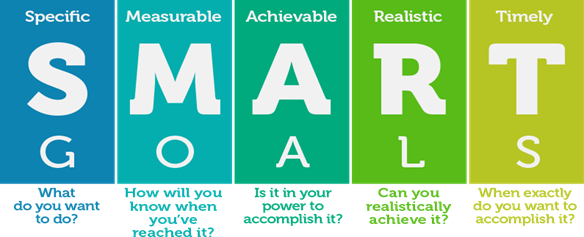 Specific Measurable Achievable Realistic Timely
S M A R T
G O A L S
What
do you want
to do?
How will you
know when
you've
reached it?
Is it in your
power to
accomplish it?
Can you
realistically
achieve it?
When exactly
do you want to
accomplish it?